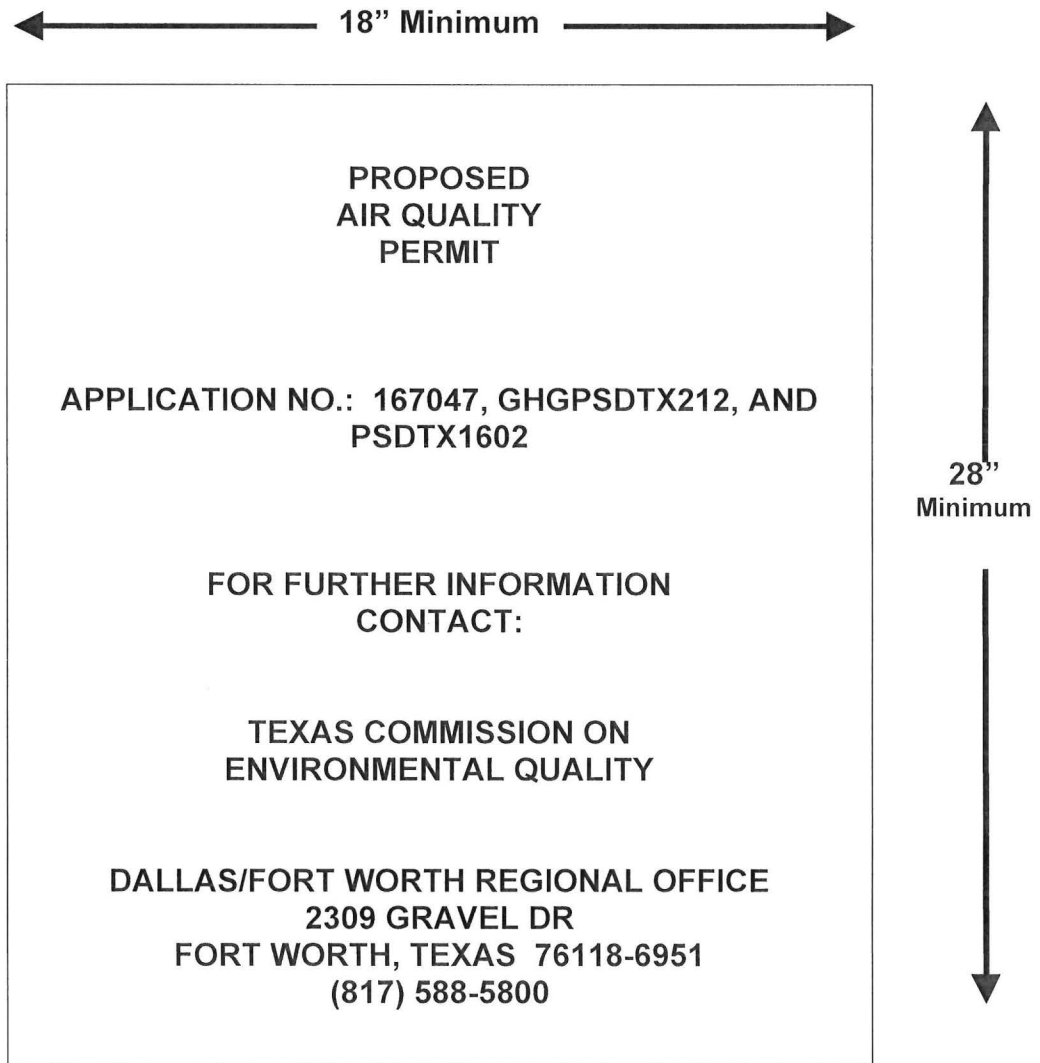 18” Minimum
PROPOSED
AIR QUALITY
PERMIT
APPLICATION NO.: 167047, GHGPSDTX212, AND
PSDTX1602
28”
Minimum
FOR FURTHER INFORMATION
CONTACT:
TEXAS COMMISSION ON
ENVIRONMENTAL QUALITY
DALLAS/FORT WORTH REGIONAL OFFICE
2309 GRAVEL DR
FORT WORTH, TEXAS 76118-6951
(817) 588-5800